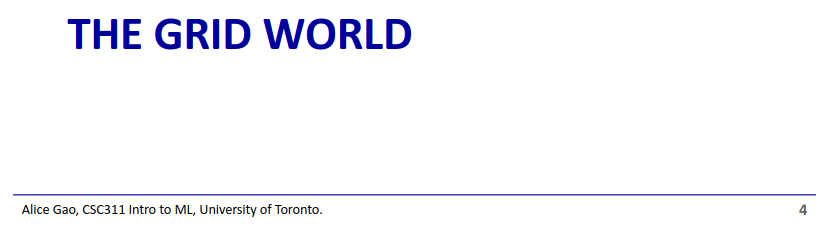 THE GRID WORLD
Alice Gao, CSC311 Intro to ML, University of Toronto.
4